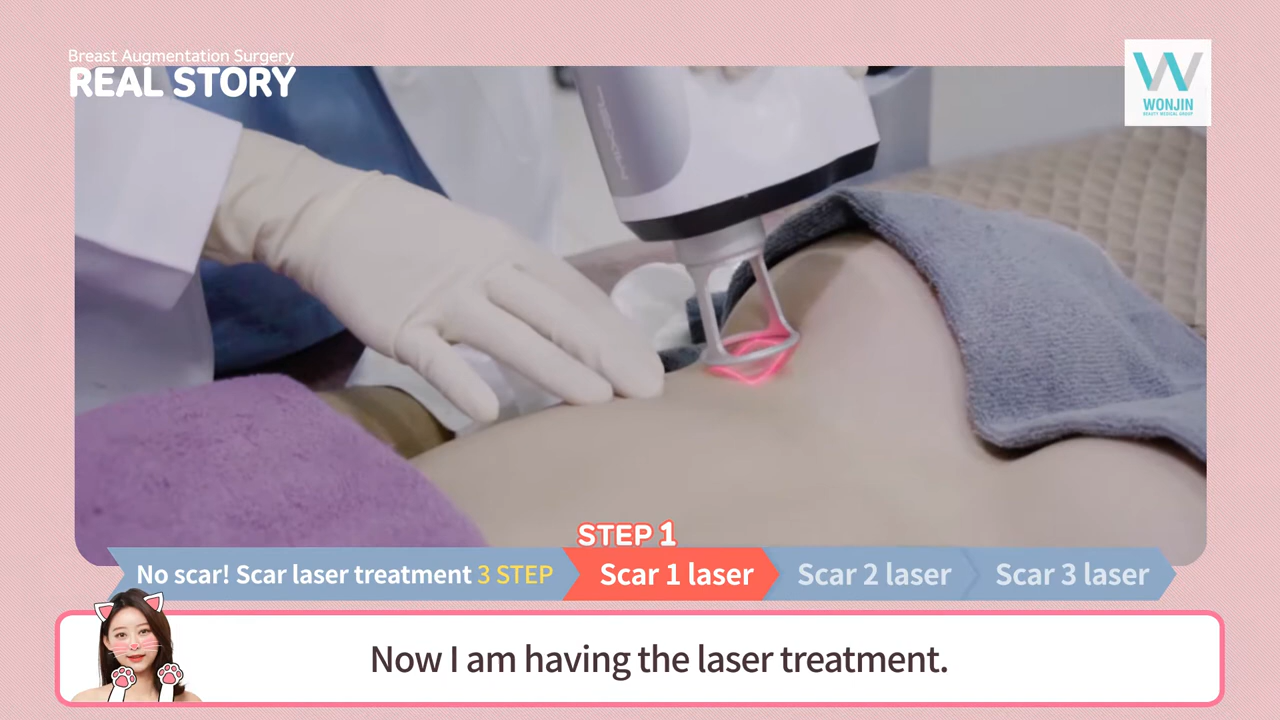 Breast Augmentation Surgery
REAL STORY
WONJIN
BEAUTY MEDICAL GROUP
STEP 1
No scar! Scar laser treatment 3 STEP
Scar 1 laser
Scar 2 laser
Scar 3 laser
Now I am having the laser treatment.